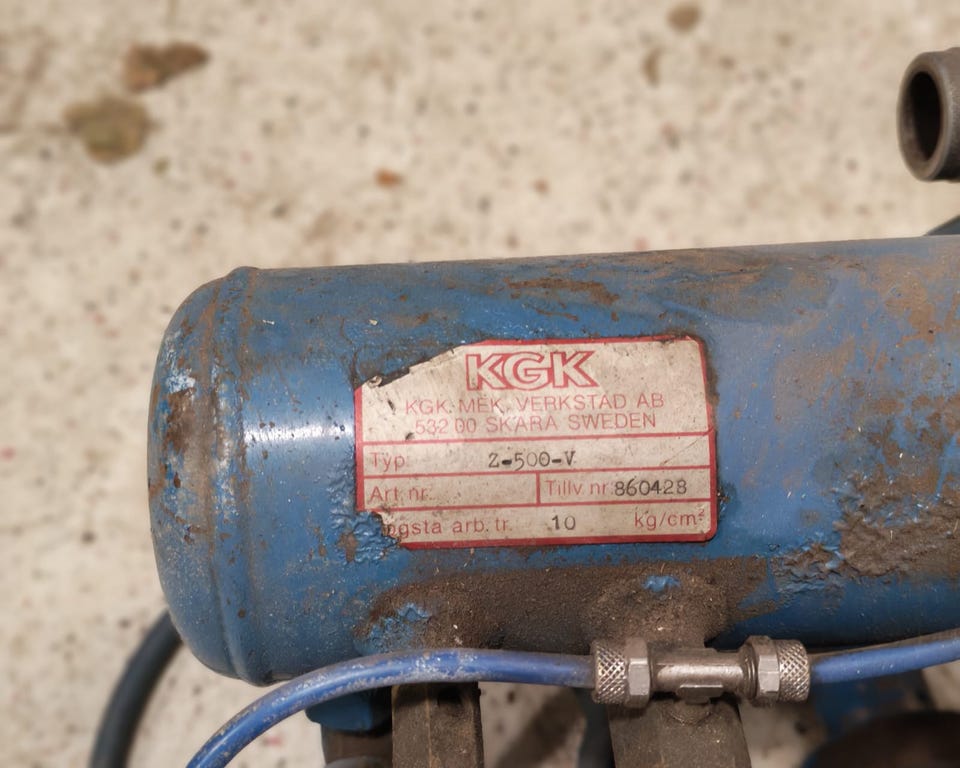 KGK
KGK MEK. VERKSTAD AB
532 00 SKARA SWEDEN
Typ Z-500-V
Art. nr. Tillv. nr 860428
ögsta arb. tr. 10 kg/cm²